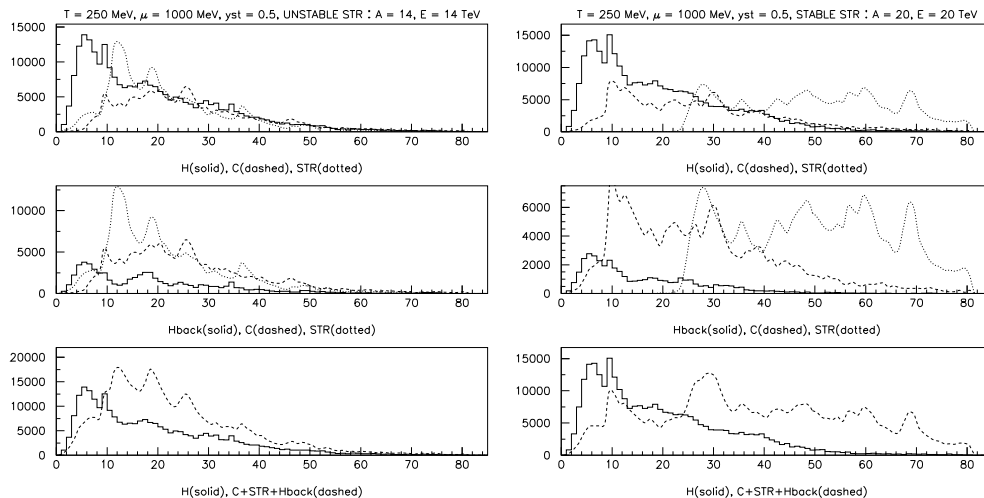 T = 250 MeV, μ = 1000 MeV, yst = 0.5, UNSTABLE STR : A = 14, E = 14 TeV
15000
10000
5000
0
0 10 20 30 40 50 60 70 80
H(solid), C(dashed), STR(dotted)
10000
5000
0
0 10 20 30 40 50 60 70 80
Hback(solid), C(dashed), STR(dotted)
20000
15000
10000
5000
0
0 10 20 30 40 50 60 70 80
H(solid), C+STR+Hback(dashed)
T = 250 MeV, μ = 1000 MeV, yst = 0.5, STABLE STR : A = 20, E = 20 TeV
15000
10000
5000
0
0 10 20 30 40 50 60 70 80
H(solid), C(dashed), STR(dotted)
6000
4000
2000
0
0 10 20 30 40 50 60 70 80
Hback(solid), C(dashed), STR(dotted)
15000
10000
5000
0
0 10 20 30 40 50 60 70 80
H(solid), C+STR+Hback(dashed)